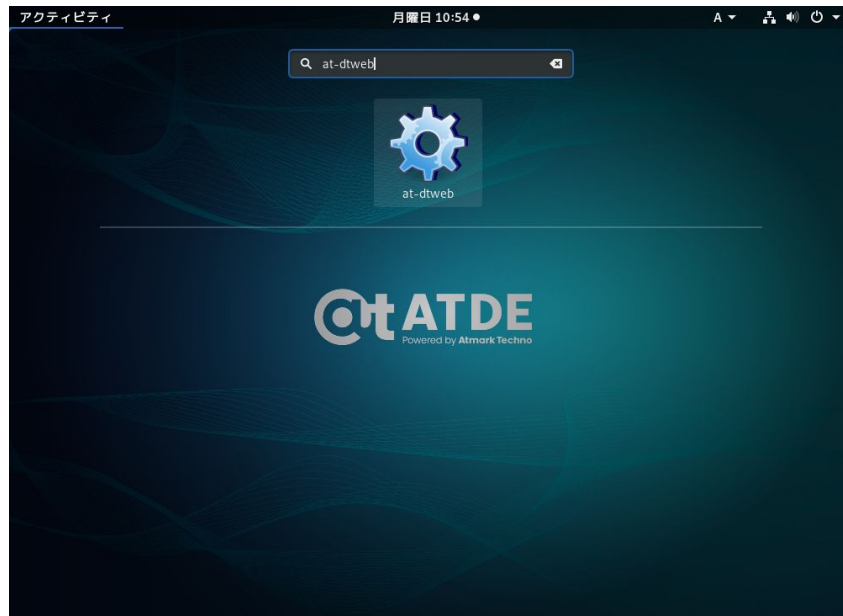 アクティビティ
月曜日 10:54
A
at-dtweb
at-dtweb
at ATDE
Powered by Atmark Techno